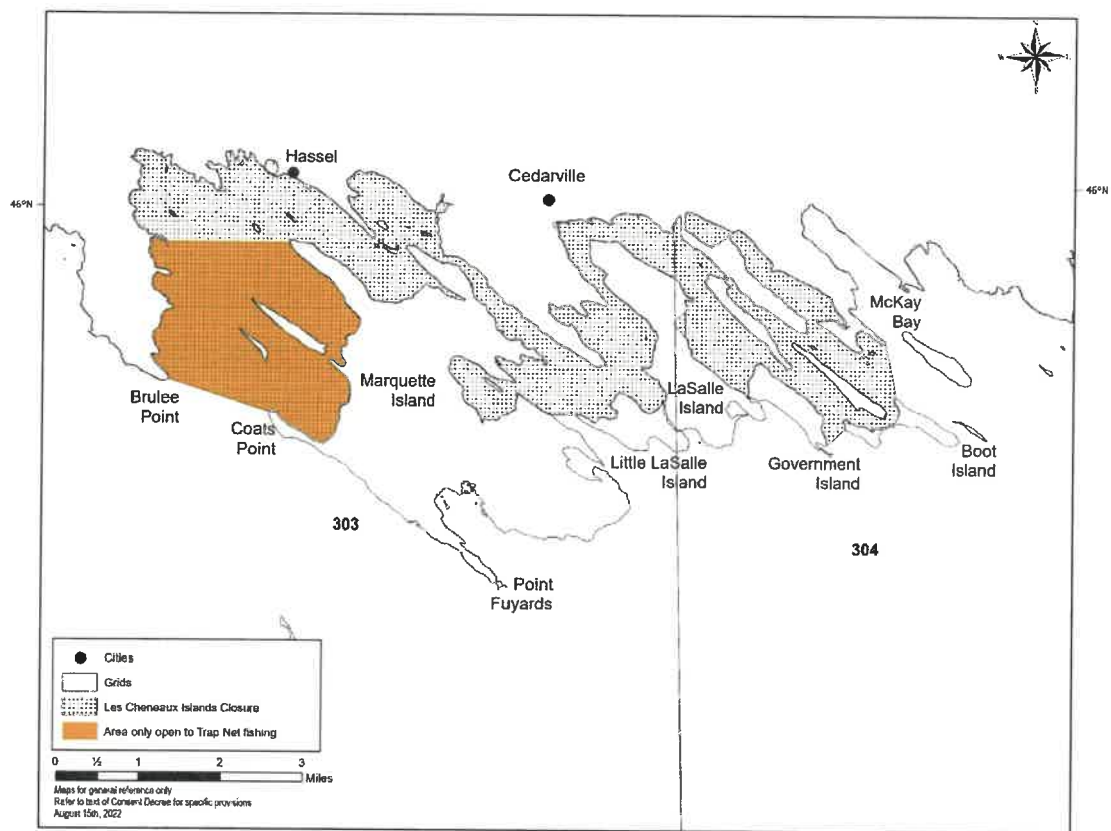 Hassel
Cedarville
46°N
46°N
McKay
Bay
Brulee
Point
Marquette
Island
LaSalle
Island
Coats
Point
Little LaSalle
Island
Government
Island
Boot
Island
303
304
Point
Fuyards
Cities
Grids
Les Cheneaux Islands Closure
Area only open to Trap Net fishing
0 ½ 1 2 3
Miles
Maps for general reference only
Refer to text of Consent Decree for specific provisions
August 15th, 2022